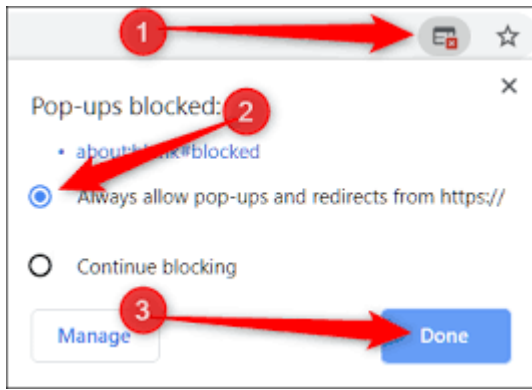 1
Pop-ups blocked:
2
about:blank#blocked
Always allow pop-ups and redirects from https://
Continue blocking
3
Manage
Done